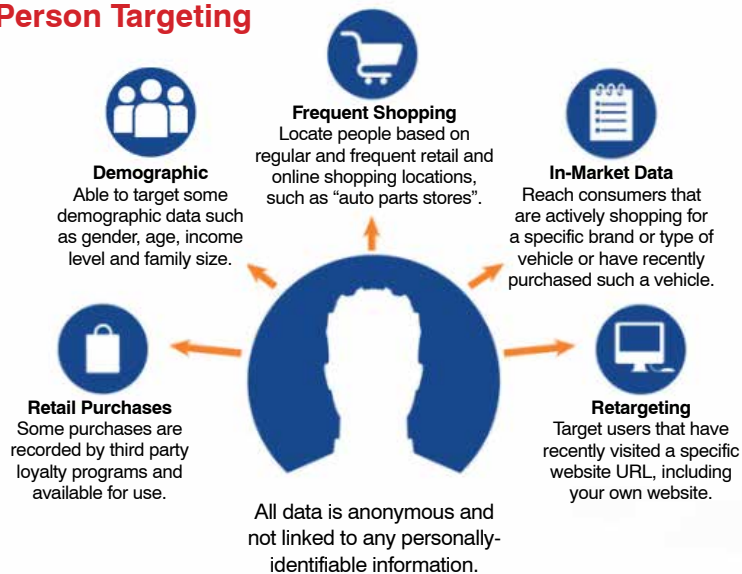 Person Targeting
Frequent Shopping
Locate people based on
regular and frequent retail and
online shopping locations,
such as “auto parts stores”.
Demographic
Able to target some
demographic data such
as gender, age, income
level and family size.
In-Market Data
Reach consumers that
are actively shopping for
a specific brand or type of
vehicle or have recently
purchased such a vehicle.
Retail Purchases
Some purchases are
recorded by third party
loyalty programs and
available for use.
Retargeting
Target users that have
recently visited a specific
website URL, including
your own website.
All data is anonymous and
not linked to any personally-
identifiable information.